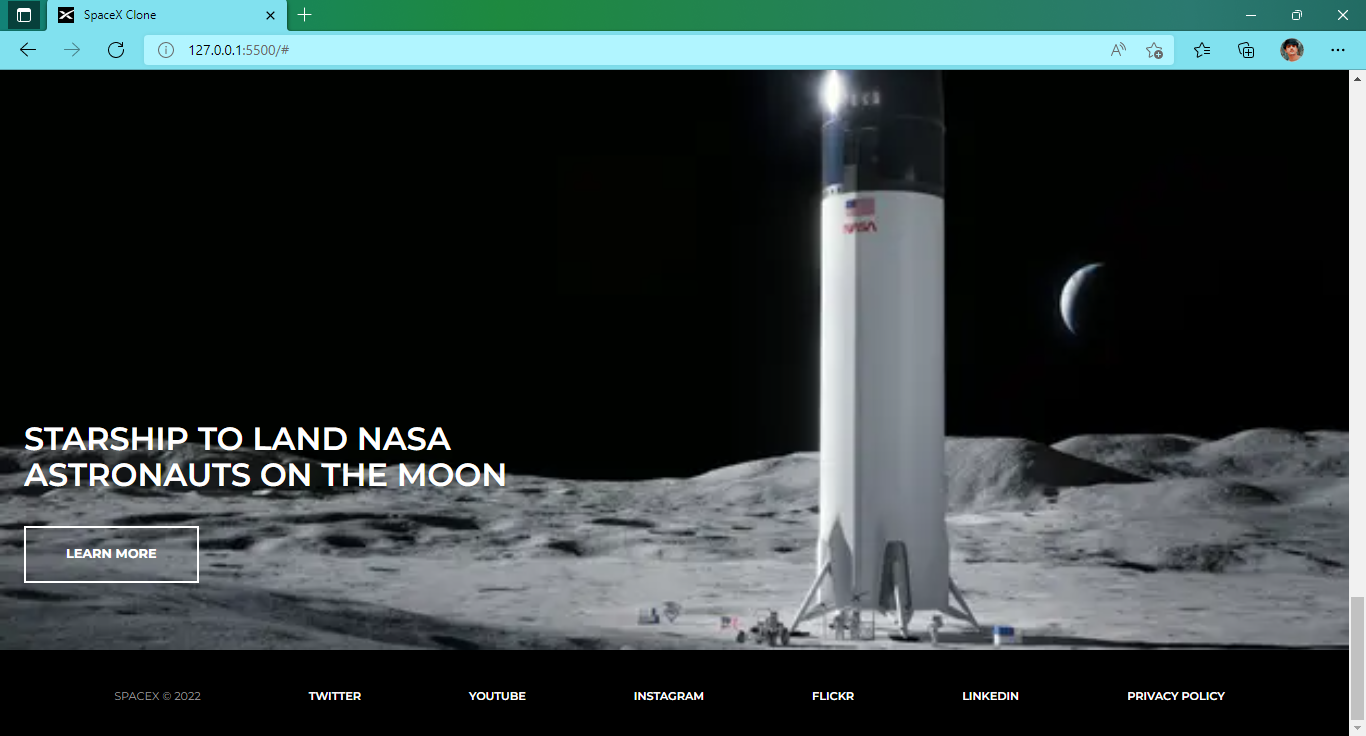 SpaceX Clone
127.0.0.1:5500/#
NASA
STARSHIP TO LAND NASA
ASTRONAUTS ON THE MOON
LEARN MORE
SPACEX © 2022 TWITTER YOUTUBE INSTAGRAM FLICKR LINKEDIN PRIVACY POLICY